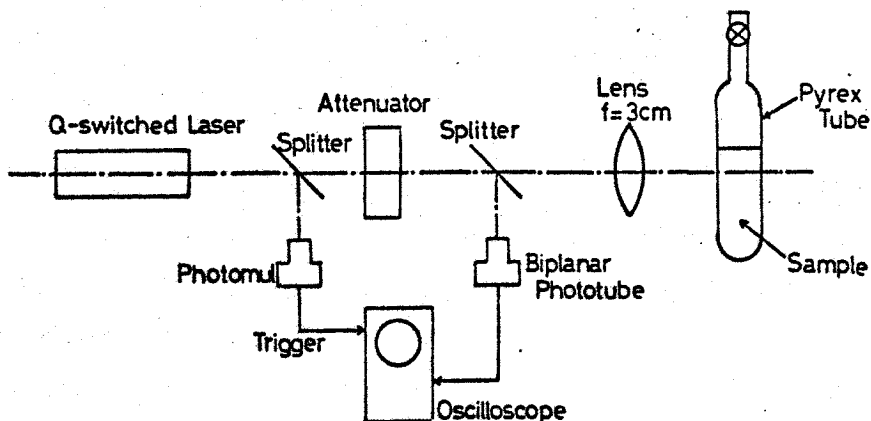 Q-switched Laser
Splitter
Attenuator
Splitter
Lens
f=3cm
Pyrex
Tube
Photomul
Biplanar
Phototube
Sample
Trigger
Oscilloscope